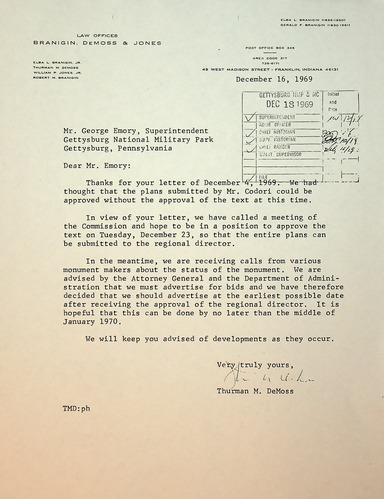 LAW OFFICES
BRANIGIN, DEMOSS & JONES
ELBA L. BRANIGIN, JR.
THURMAN M. DEMOSS
WILLIAM P. JONES, JR.
ROBERT M. BRANIGIN
POST OFFICE BOX
AREA CODE 317
49 WEST MADISON STREET - FRANKLIN, INDIANA 46131
December 16, 1969
GETTYSBURG
DEC 18 1969
SUPERINTENDENT
CHIEF HISTORIAN
CHIEF RANGER
SUPERVISOR
FILE
Mr. George Emory, Superintendent
Gettysburg National Military Park
Gettysburg, Pennsylvania
Dear Mr. Emory:
Thanks for your letter of December 4, 1969. We had
thought that the plans submitted by Mr. Codori could be
approved without the approval of the text at this time.
In view of your letter, we have called a meeting of
the Commission and hope to be in a position to approve the
text on Tuesday, December 23, so that the entire plans can
be submitted to the regional director.
In the meantime, we are receiving calls from various
monument makers about the status of the monument. We are
advised by the Attorney General and the Department of Admini-
stration that we must advertise for bids and we have therefore
decided that we should advertise at the earliest possible date
after receiving the approval of the regional director. It is
hopeful that this can be done by no later than the middle of
January 1970.
We will keep you advised of developments as they occur.
Very truly yours,
Thurman M. DeMoss
TMD:ph